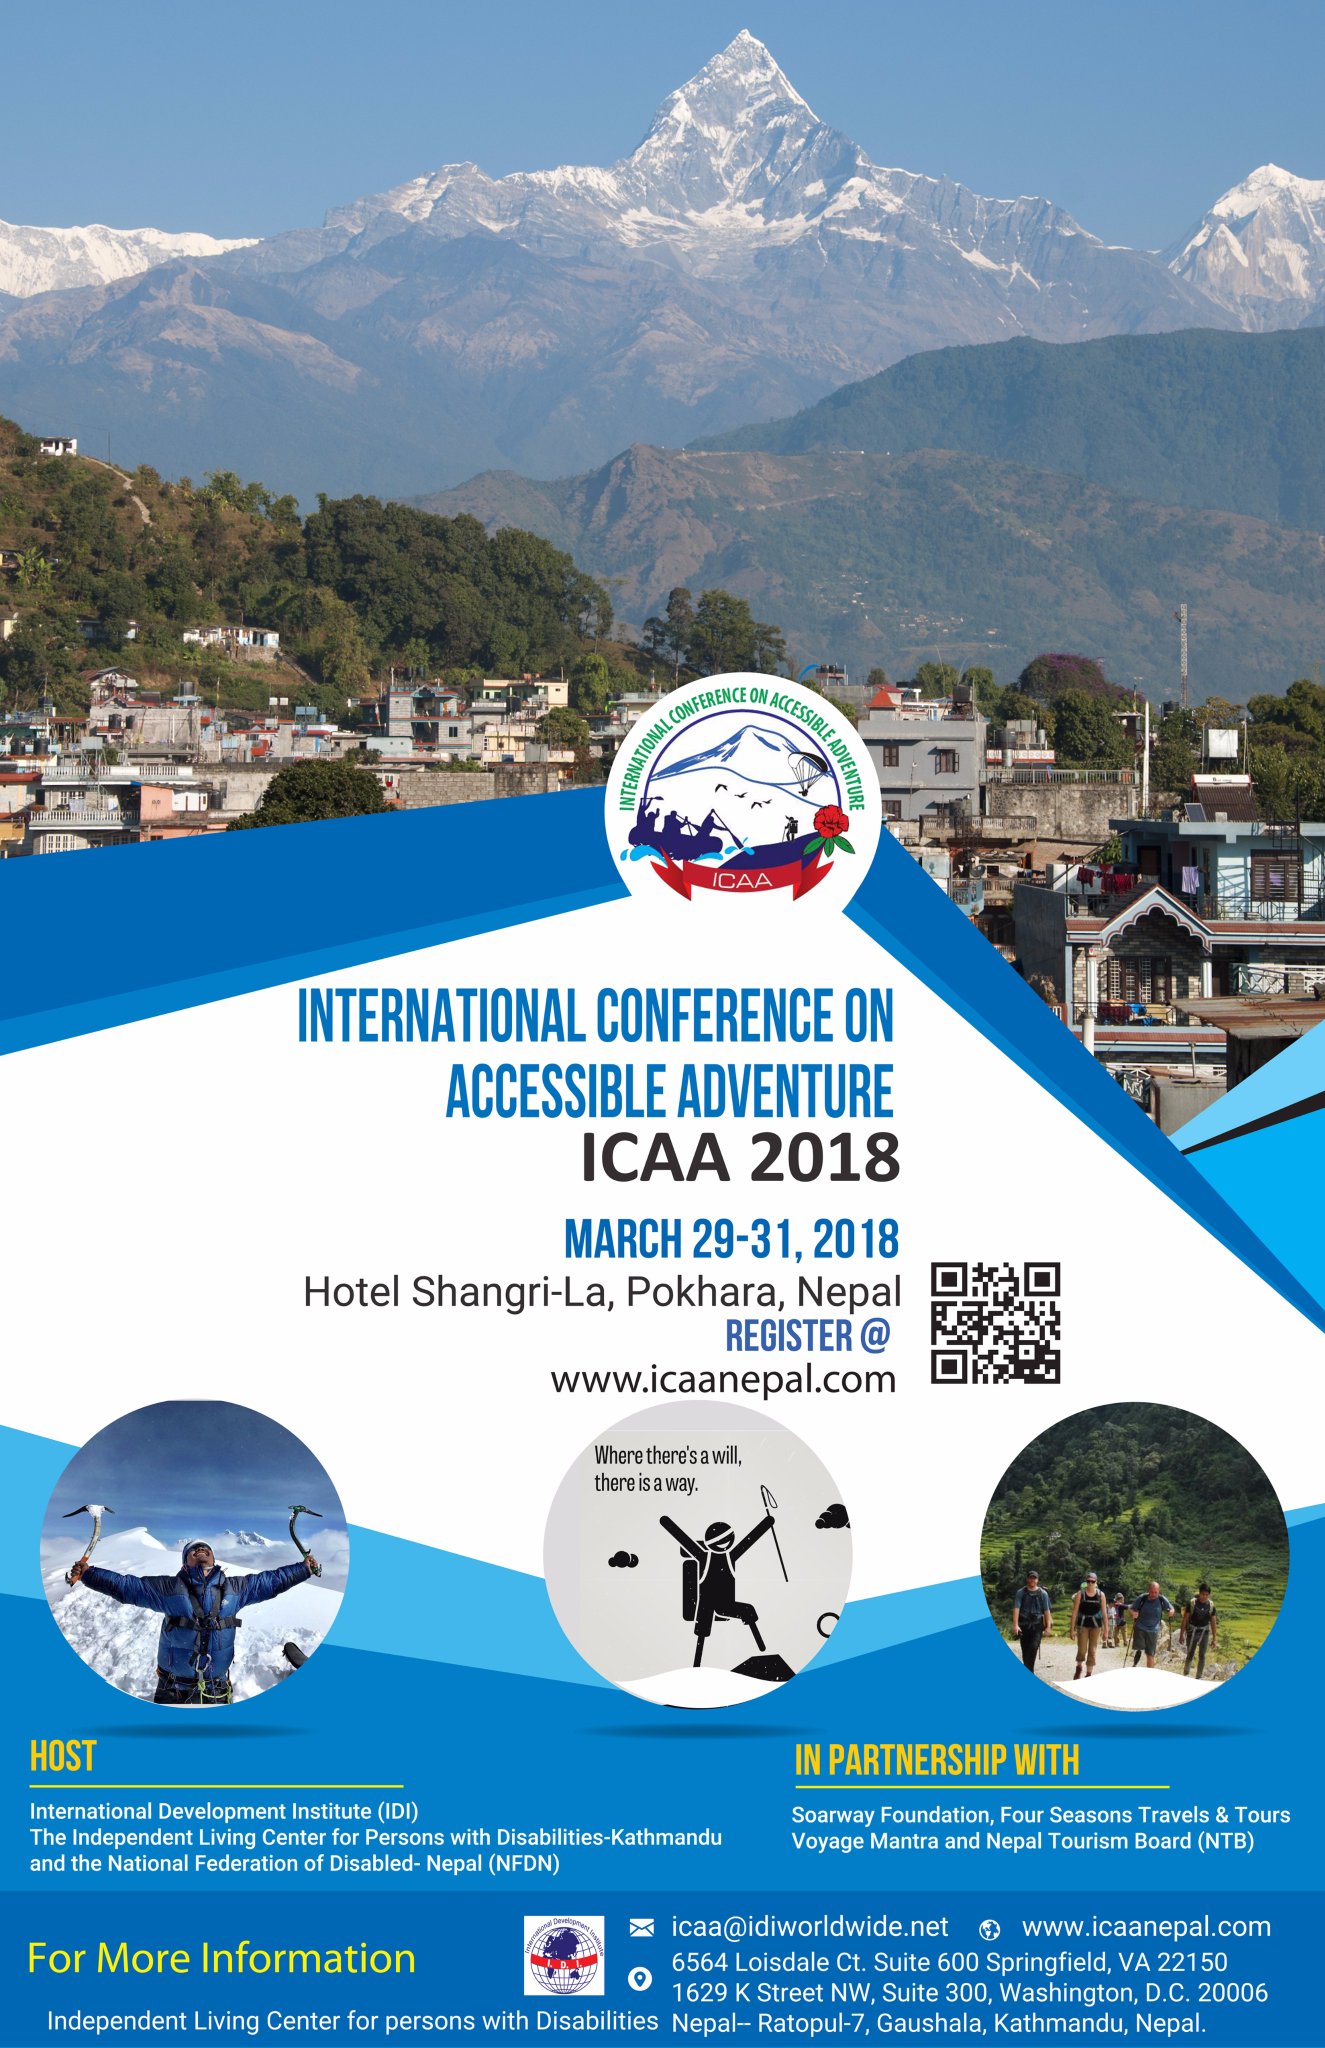 INTERNATIONAL CONFERENCE ON ACCESSIBLE ADVENTURE
ICAA
INTERNATIONAL CONFERENCE ON
ACCESSIBLE ADVENTURE
ICAA 2018
MARCH 29-31, 2018
Hotel Shangri-La, Pokhara, Nepal
REGISTER @
www.icaanepal.com
Where there's a will,
there is a way.
HOST
International Development Institute (IDI)
The Independent Living Center for Persons with Disabilities-Kathmandu
and the National Federation of Disabled- Nepal (NFDN)
IN PARTNERSHIP WITH
Soarway Foundation, Four Seasons Travels & Tours
Voyage Mantra and Nepal Tourism Board (NTB)
For More Information
Independent Living Center for persons with Disabilities
International Development Institute
I. D. I.
icaa@idiworldwide.net
www.icaanepal.com
6564 Loisdale Ct. Suite 600 Springfield, VA 22150
1629 K Street NW, Suite 300, Washington, D.C. 20006
Nepal-- Ratopul-7, Gaushala, Kathmandu, Nepal.